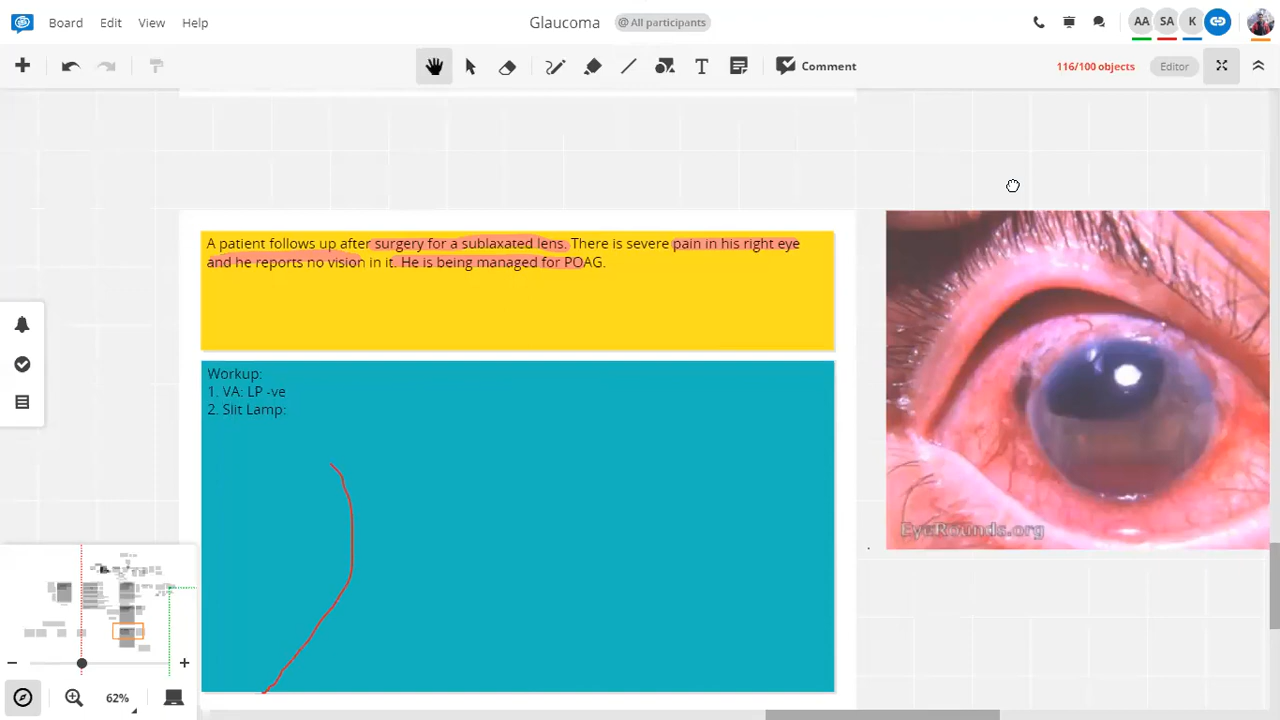 Board Edit View Help
Glaucoma @ All participants
AA SA K
Comment
116/100 objects Editor
A patient follows up after surgery for a sublaxated lens. There is severe pain in his right eye
and he reports no vision in it. He is being managed for POAG.
Workup:
1. VA: LP -ve
2. Slit Lamp:
EyeRounds.org
62%